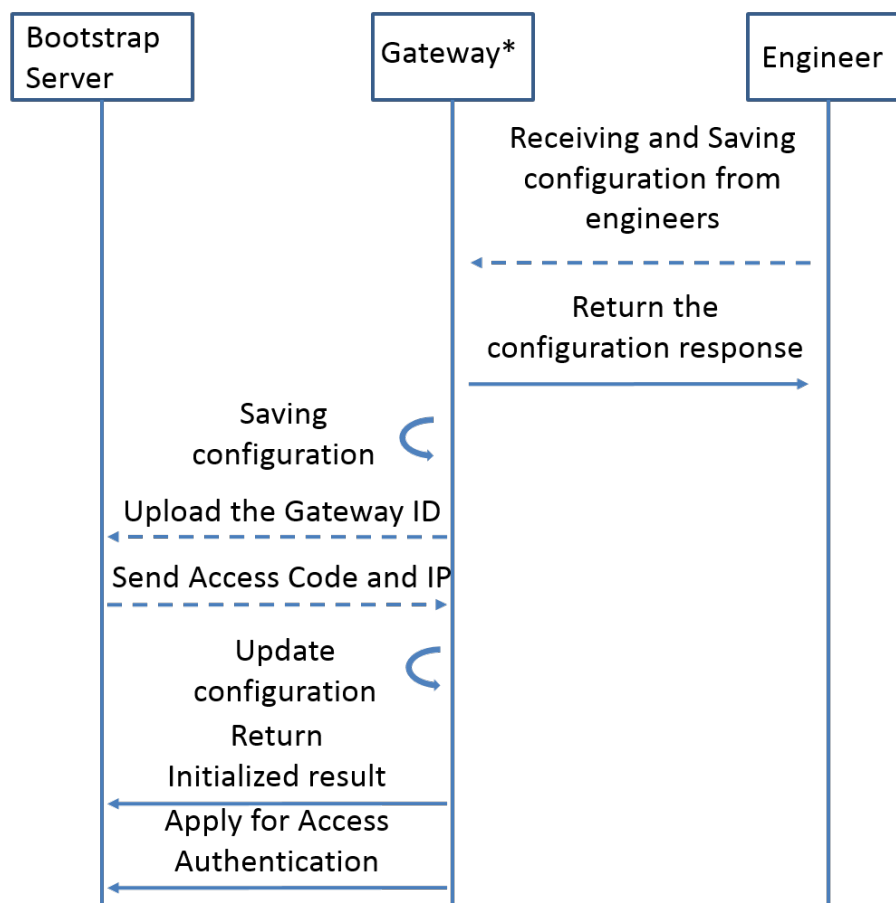 Bootstrap
Server
Gateway*
Engineer
Receiving and Saving
configuration from
engineers
Return the
configuration response
Saving
configuration
Upload the Gateway ID
Send Access Code and IP
Update
configuration
Return
Initialized result
Apply for Access
Authentication